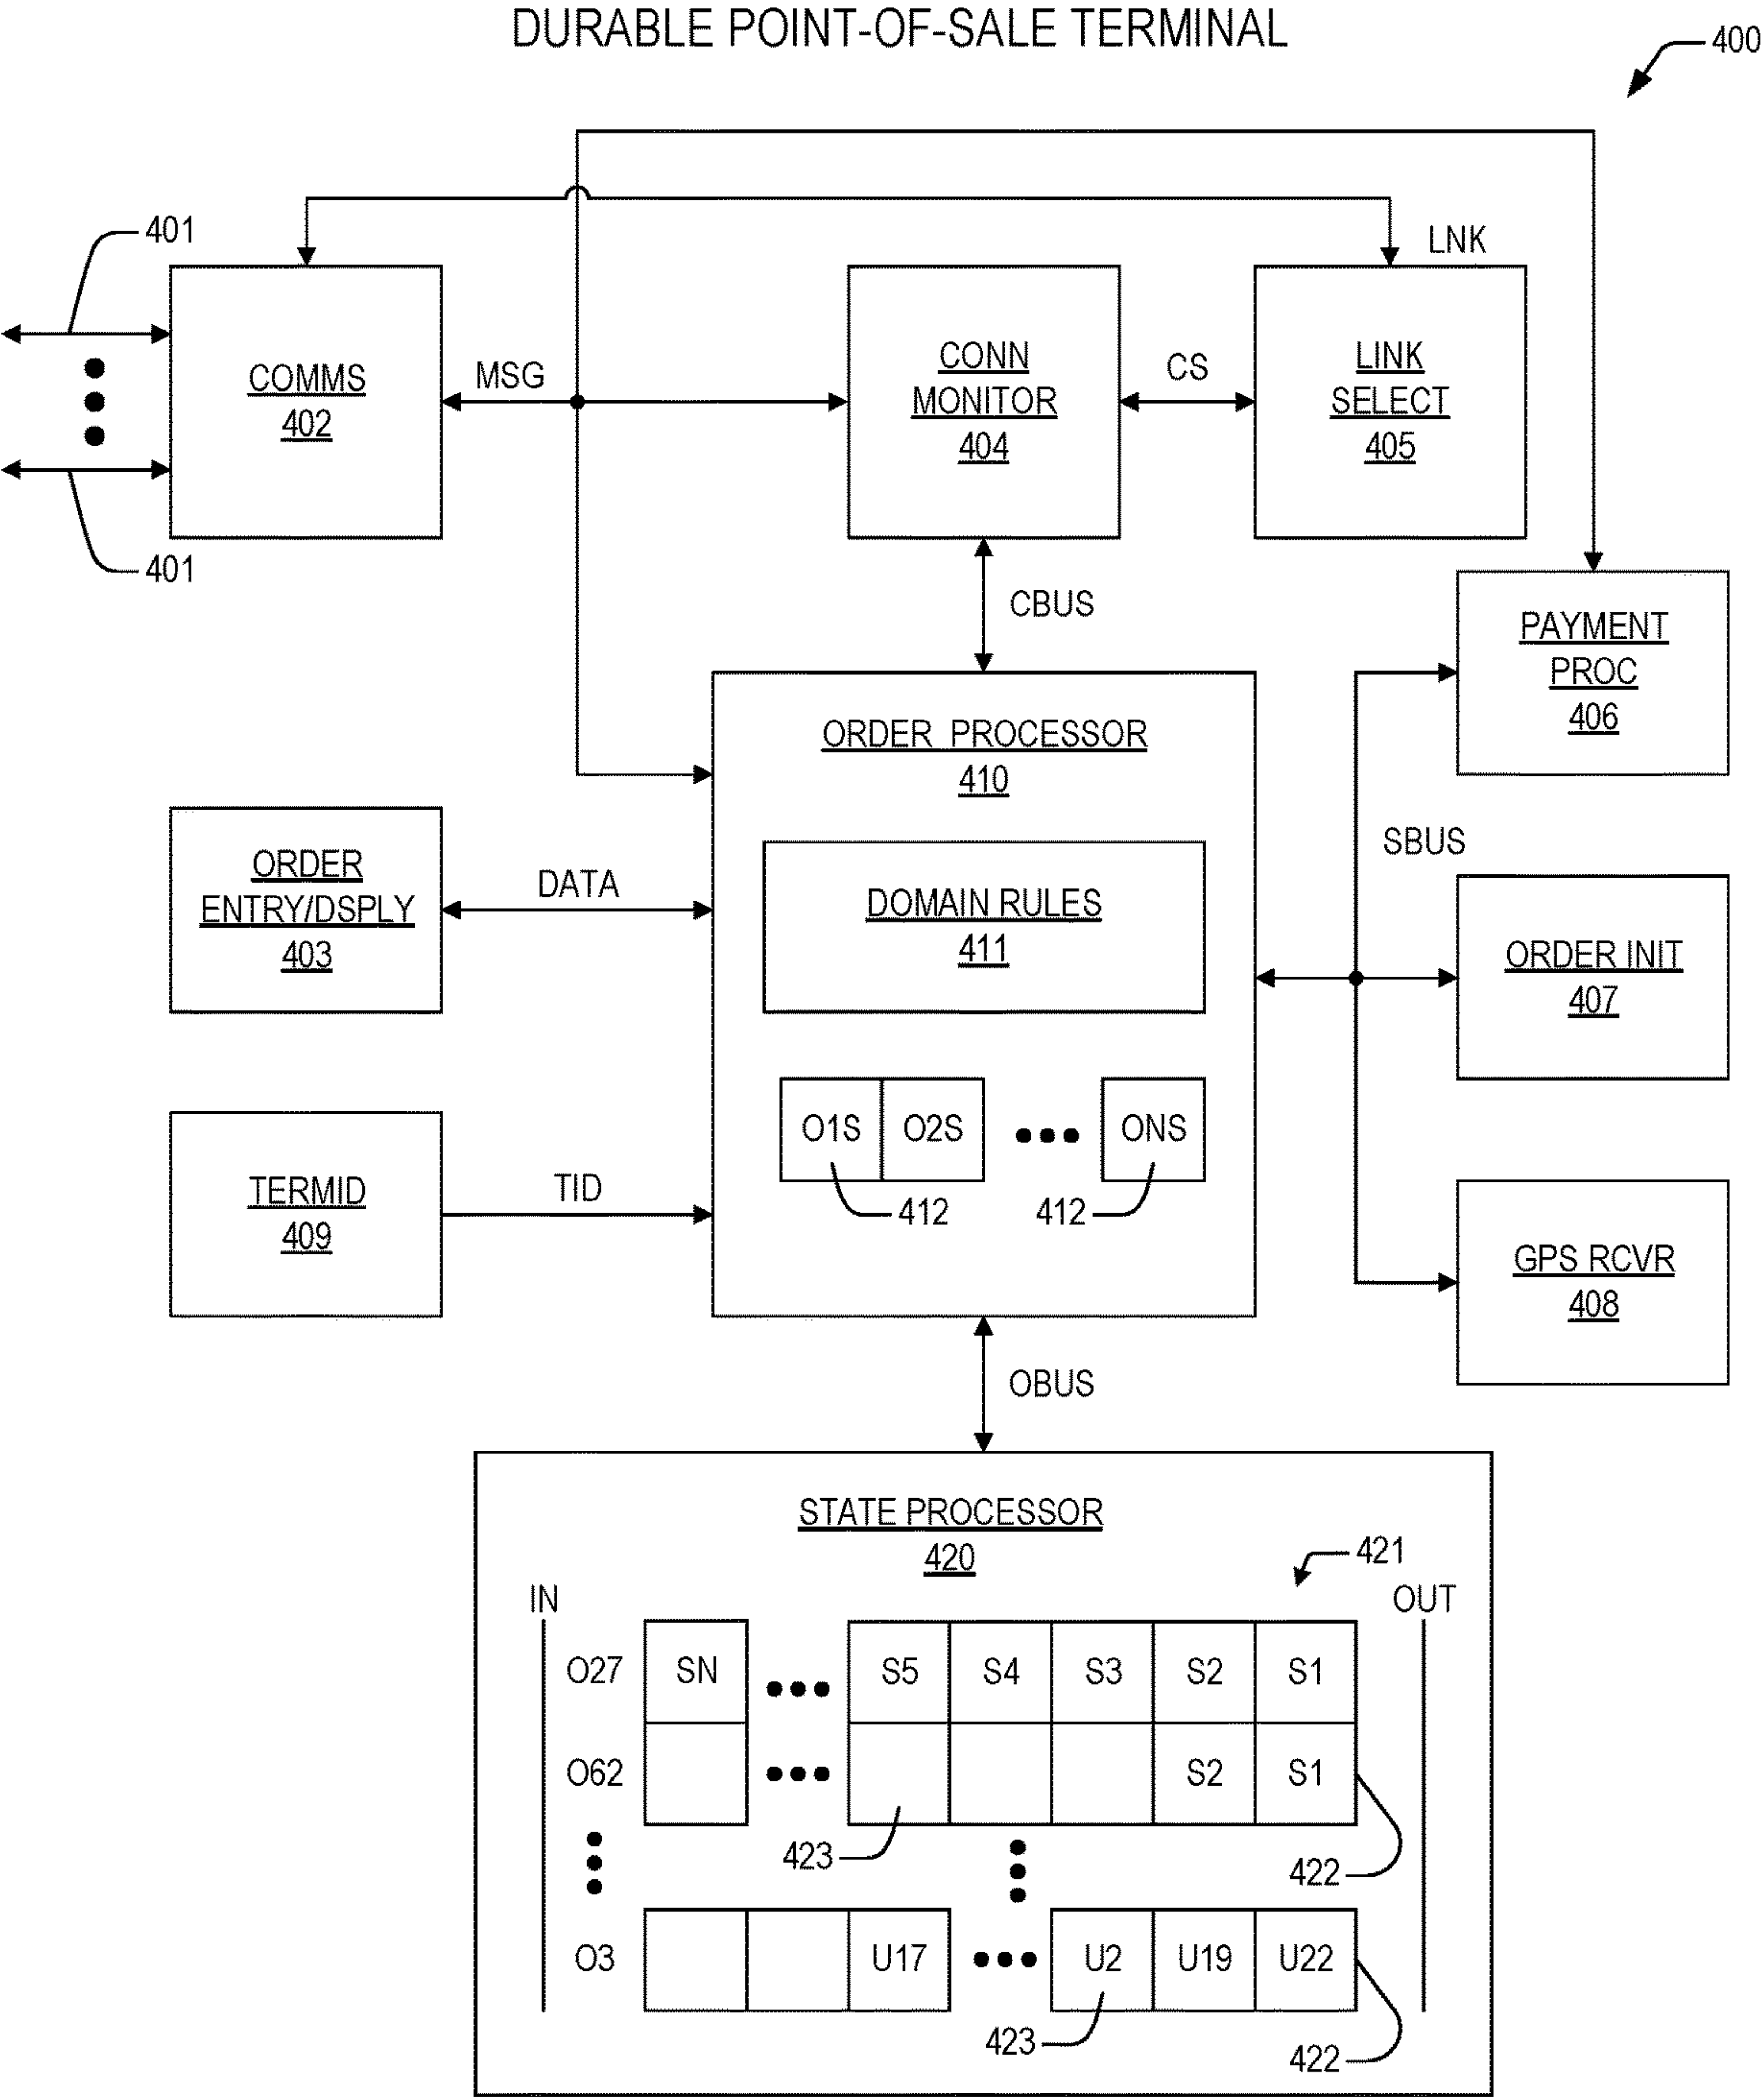 DURABLE POINT-OF-SALE TERMINAL
400
401
LNK
COMMS
402
MSG
CONN
MONITOR
404
CS
LINK
SELECT
405
401
CBUS
PAYMENT
PROC
406
ORDER PROCESSOR
410
SBUS
ORDER
ENTRY/DSPLY
403
DATA
DOMAIN RULES
411
ORDER INIT
407
O1S O2S ONS
412 412
TERMID
409
TID
GPS RCVR
408
OBUS
STATE PROCESSOR
420
421
IN OUT
O27 SN S5 S4 S3 S2 S1
O62 S2 S1
423
422
O3 U17 U2 U19 U22
423
422